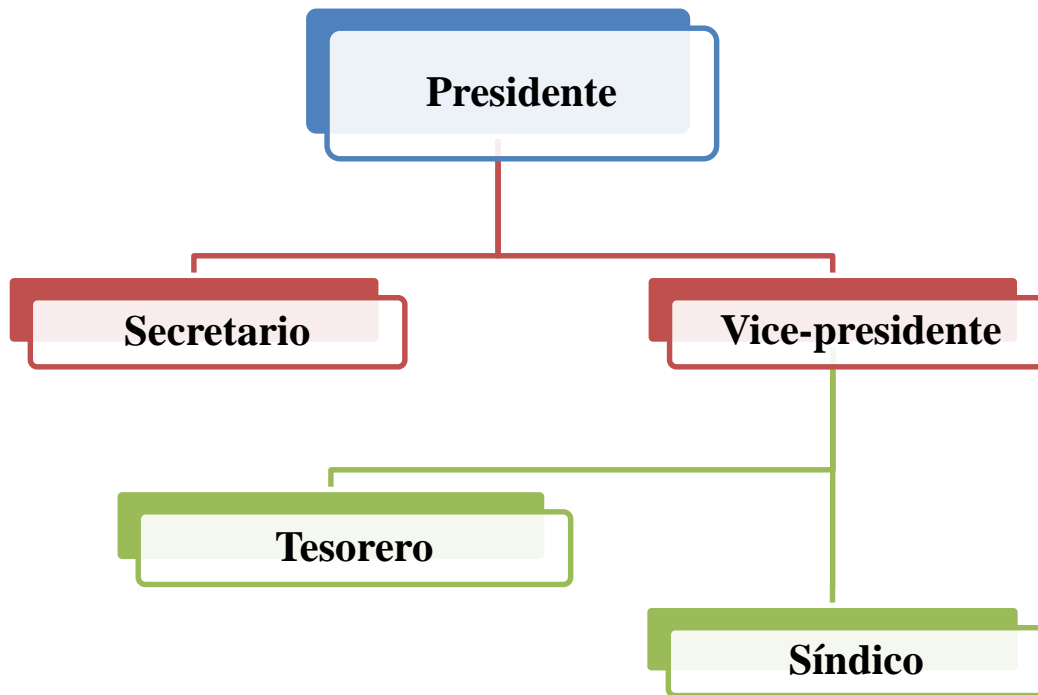 Presidente
Secretario
Vice-presidente
Tesorero
Síndico